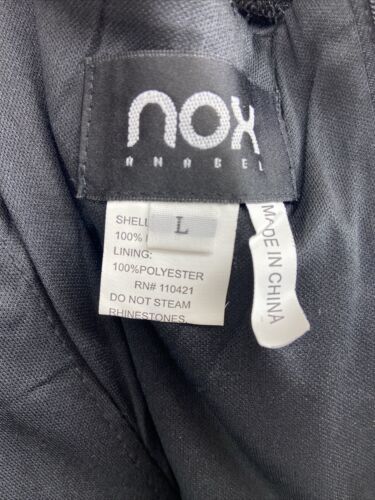 nox
ANABEL
SHELL
L
100%
LINING:
100%POLYESTER
RN# 110421
DO NOT STEAM
RHINESTONES.
MADE IN CHINA